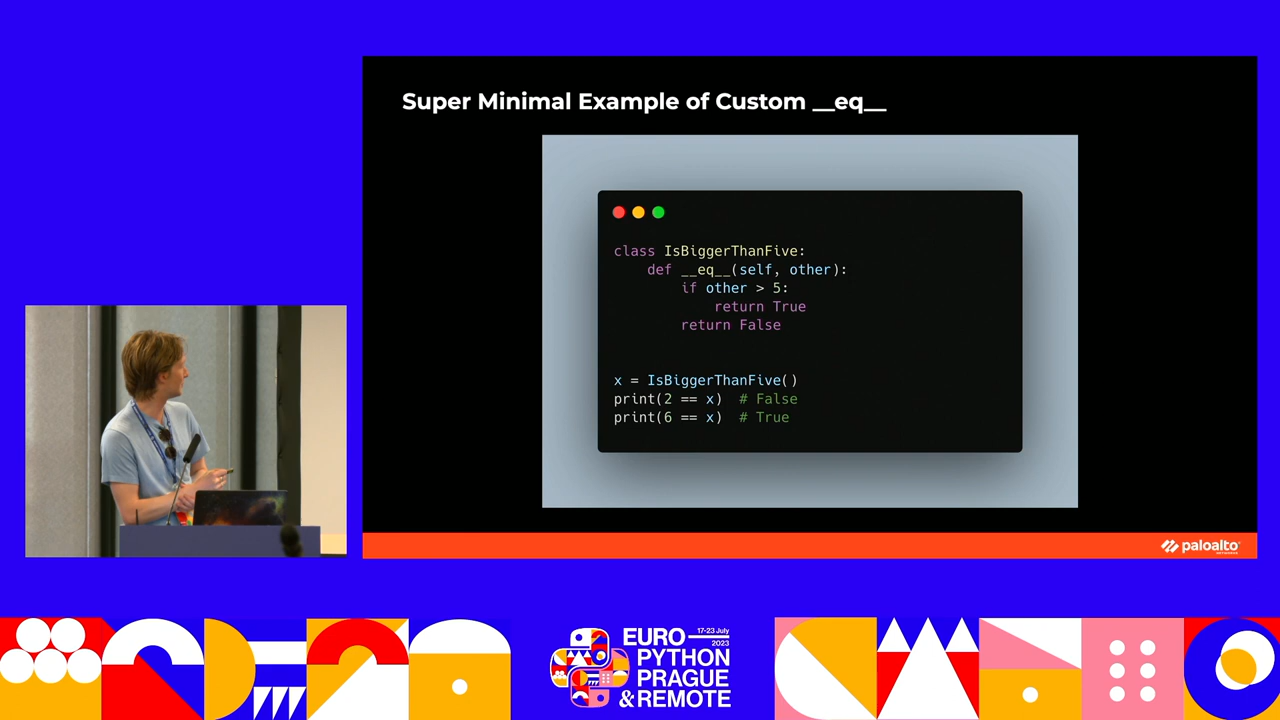 Super Minimal Example of Custom __eq__
class IsBiggerThanFive:
    def __eq__(self, other):
        if other > 5:
            return True
        return False
x = IsBiggerThanFive()
print(2 == x)  # False
print(6 == x)  # True
paloalto
NETWORKS
EURO
17-23 July
2023
PYTHON
PRAGUE
& REMOTE